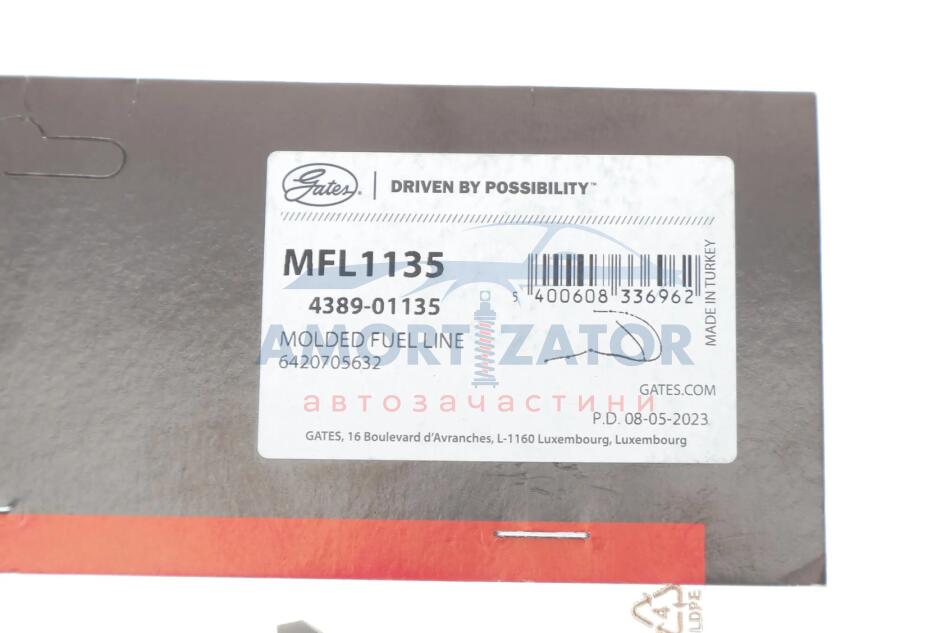 Gates® | DRIVEN BY POSSIBILITY™
MFL1135
4389-01135
MOLDED FUEL LINE
6420705632
5 400608 336962
MADE IN TURKEY
AMORTIZATOR
автозачастини
GATES.COM
P.D. 08-05-2023
GATES, 16 Boulevard d'Avranches, L-1160 Luxembourg, Luxembourg
4
LDPE